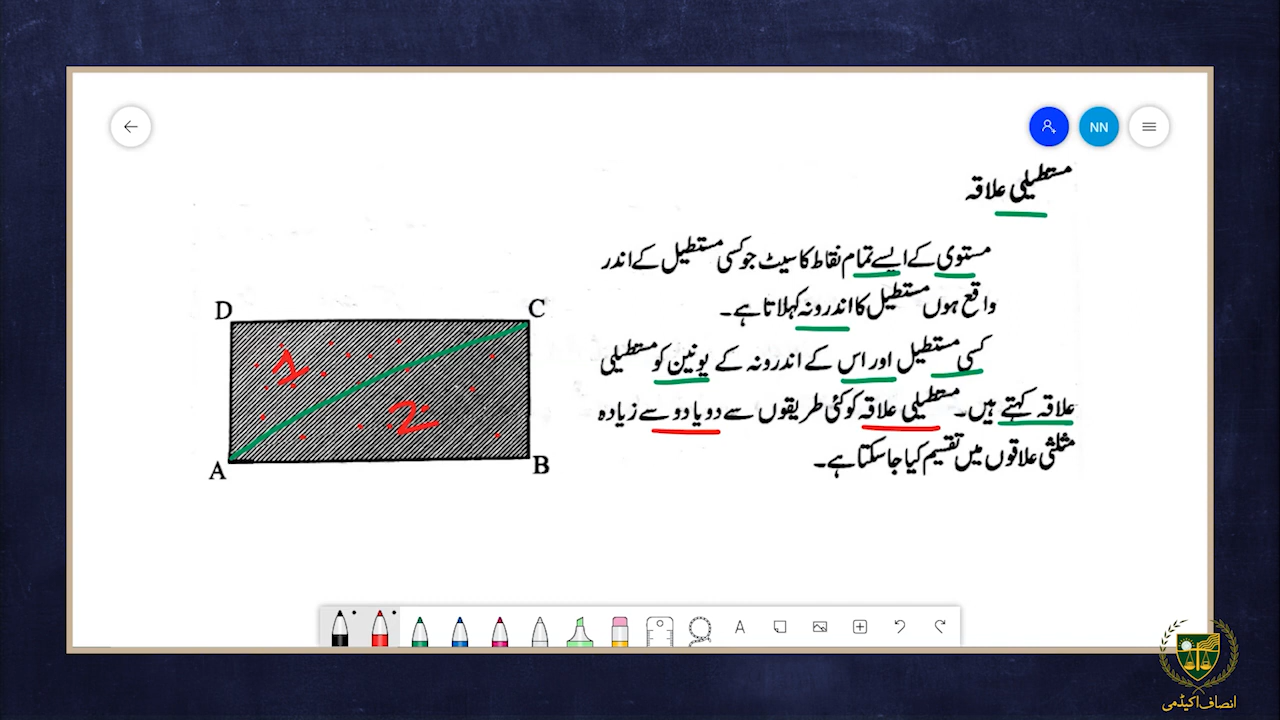 NN
مستطیلی علاقہ
مستوی کے ایسے تمام نقاط کا سیٹ جو کسی مستطیل کے اندر
واقع ہوں مستطیل کا اندرونہ کہلاتا ہے۔
کسی مستطیل اور اس کے اندرونہ کے یونین کو مستطیلی
علاقہ کہتے ہیں۔ مستطیلی علاقہ کو کئی طریقوں سے دو یا دو سے زیادہ
مثلثی علاقوں میں تقسیم کیا جاسکتا ہے۔
D C
1
2
A B
A
انصاف اکیڈمی